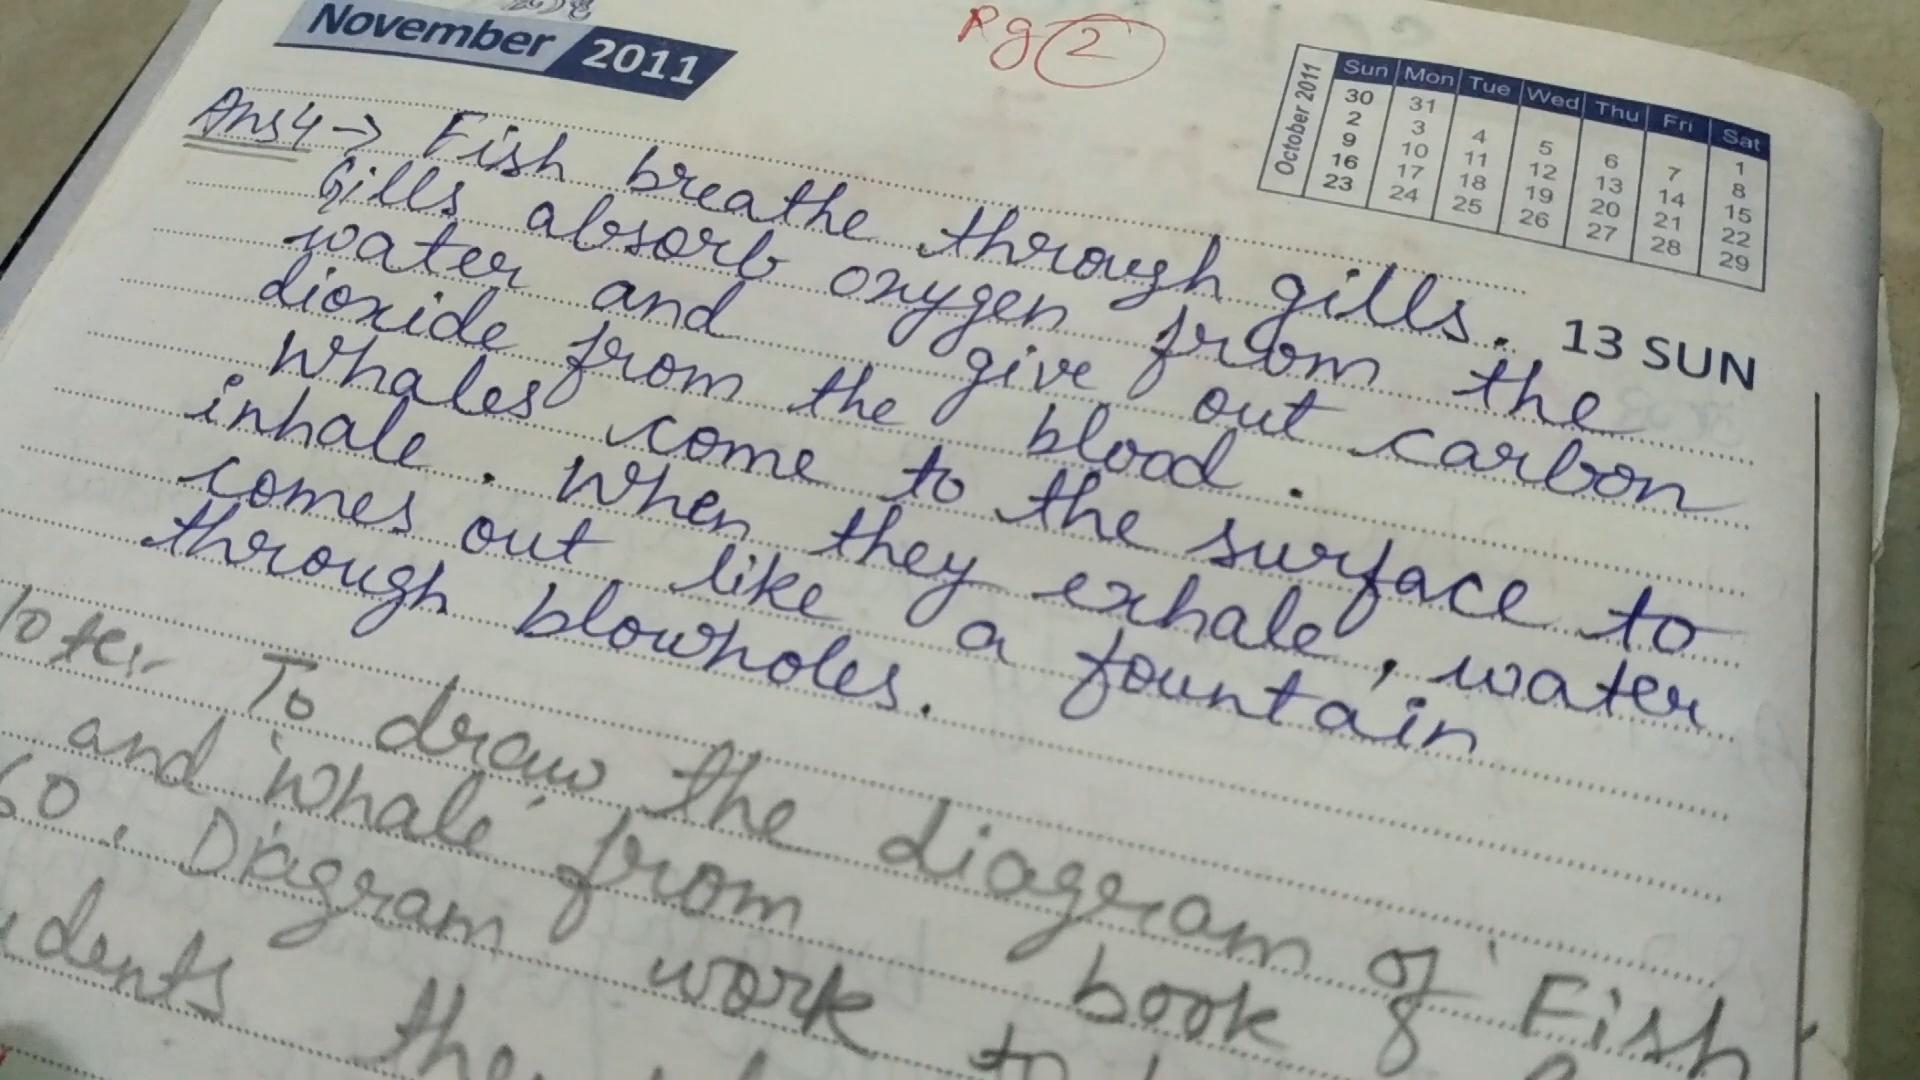 November 2011
Pg 2
October 2011
Sun Mon Tue Wed Thu Fri Sat
30 31 1
2 3 4 5 6 7 8
9 10 11 12 13 14 15
16 17 18 19 20 21 22
23 24 25 26 27 28 29
13 SUN
Ans 4 → Fish breathe through gills.
Gills absorb oxygen from the
water and give out carbon
dioxide from the blood.
Whales come to the surface to
inhale. When they exhale, water
comes out like a fountain
through blowholes.
To draw the diagram of 'Fish
and 'Whale' from book
60. Diagram work to